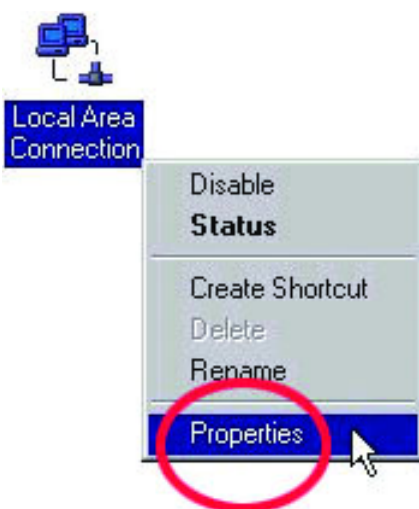 Local Area
Connection
Disable
Status
Create Shortcut
Delete
Rename
Properties